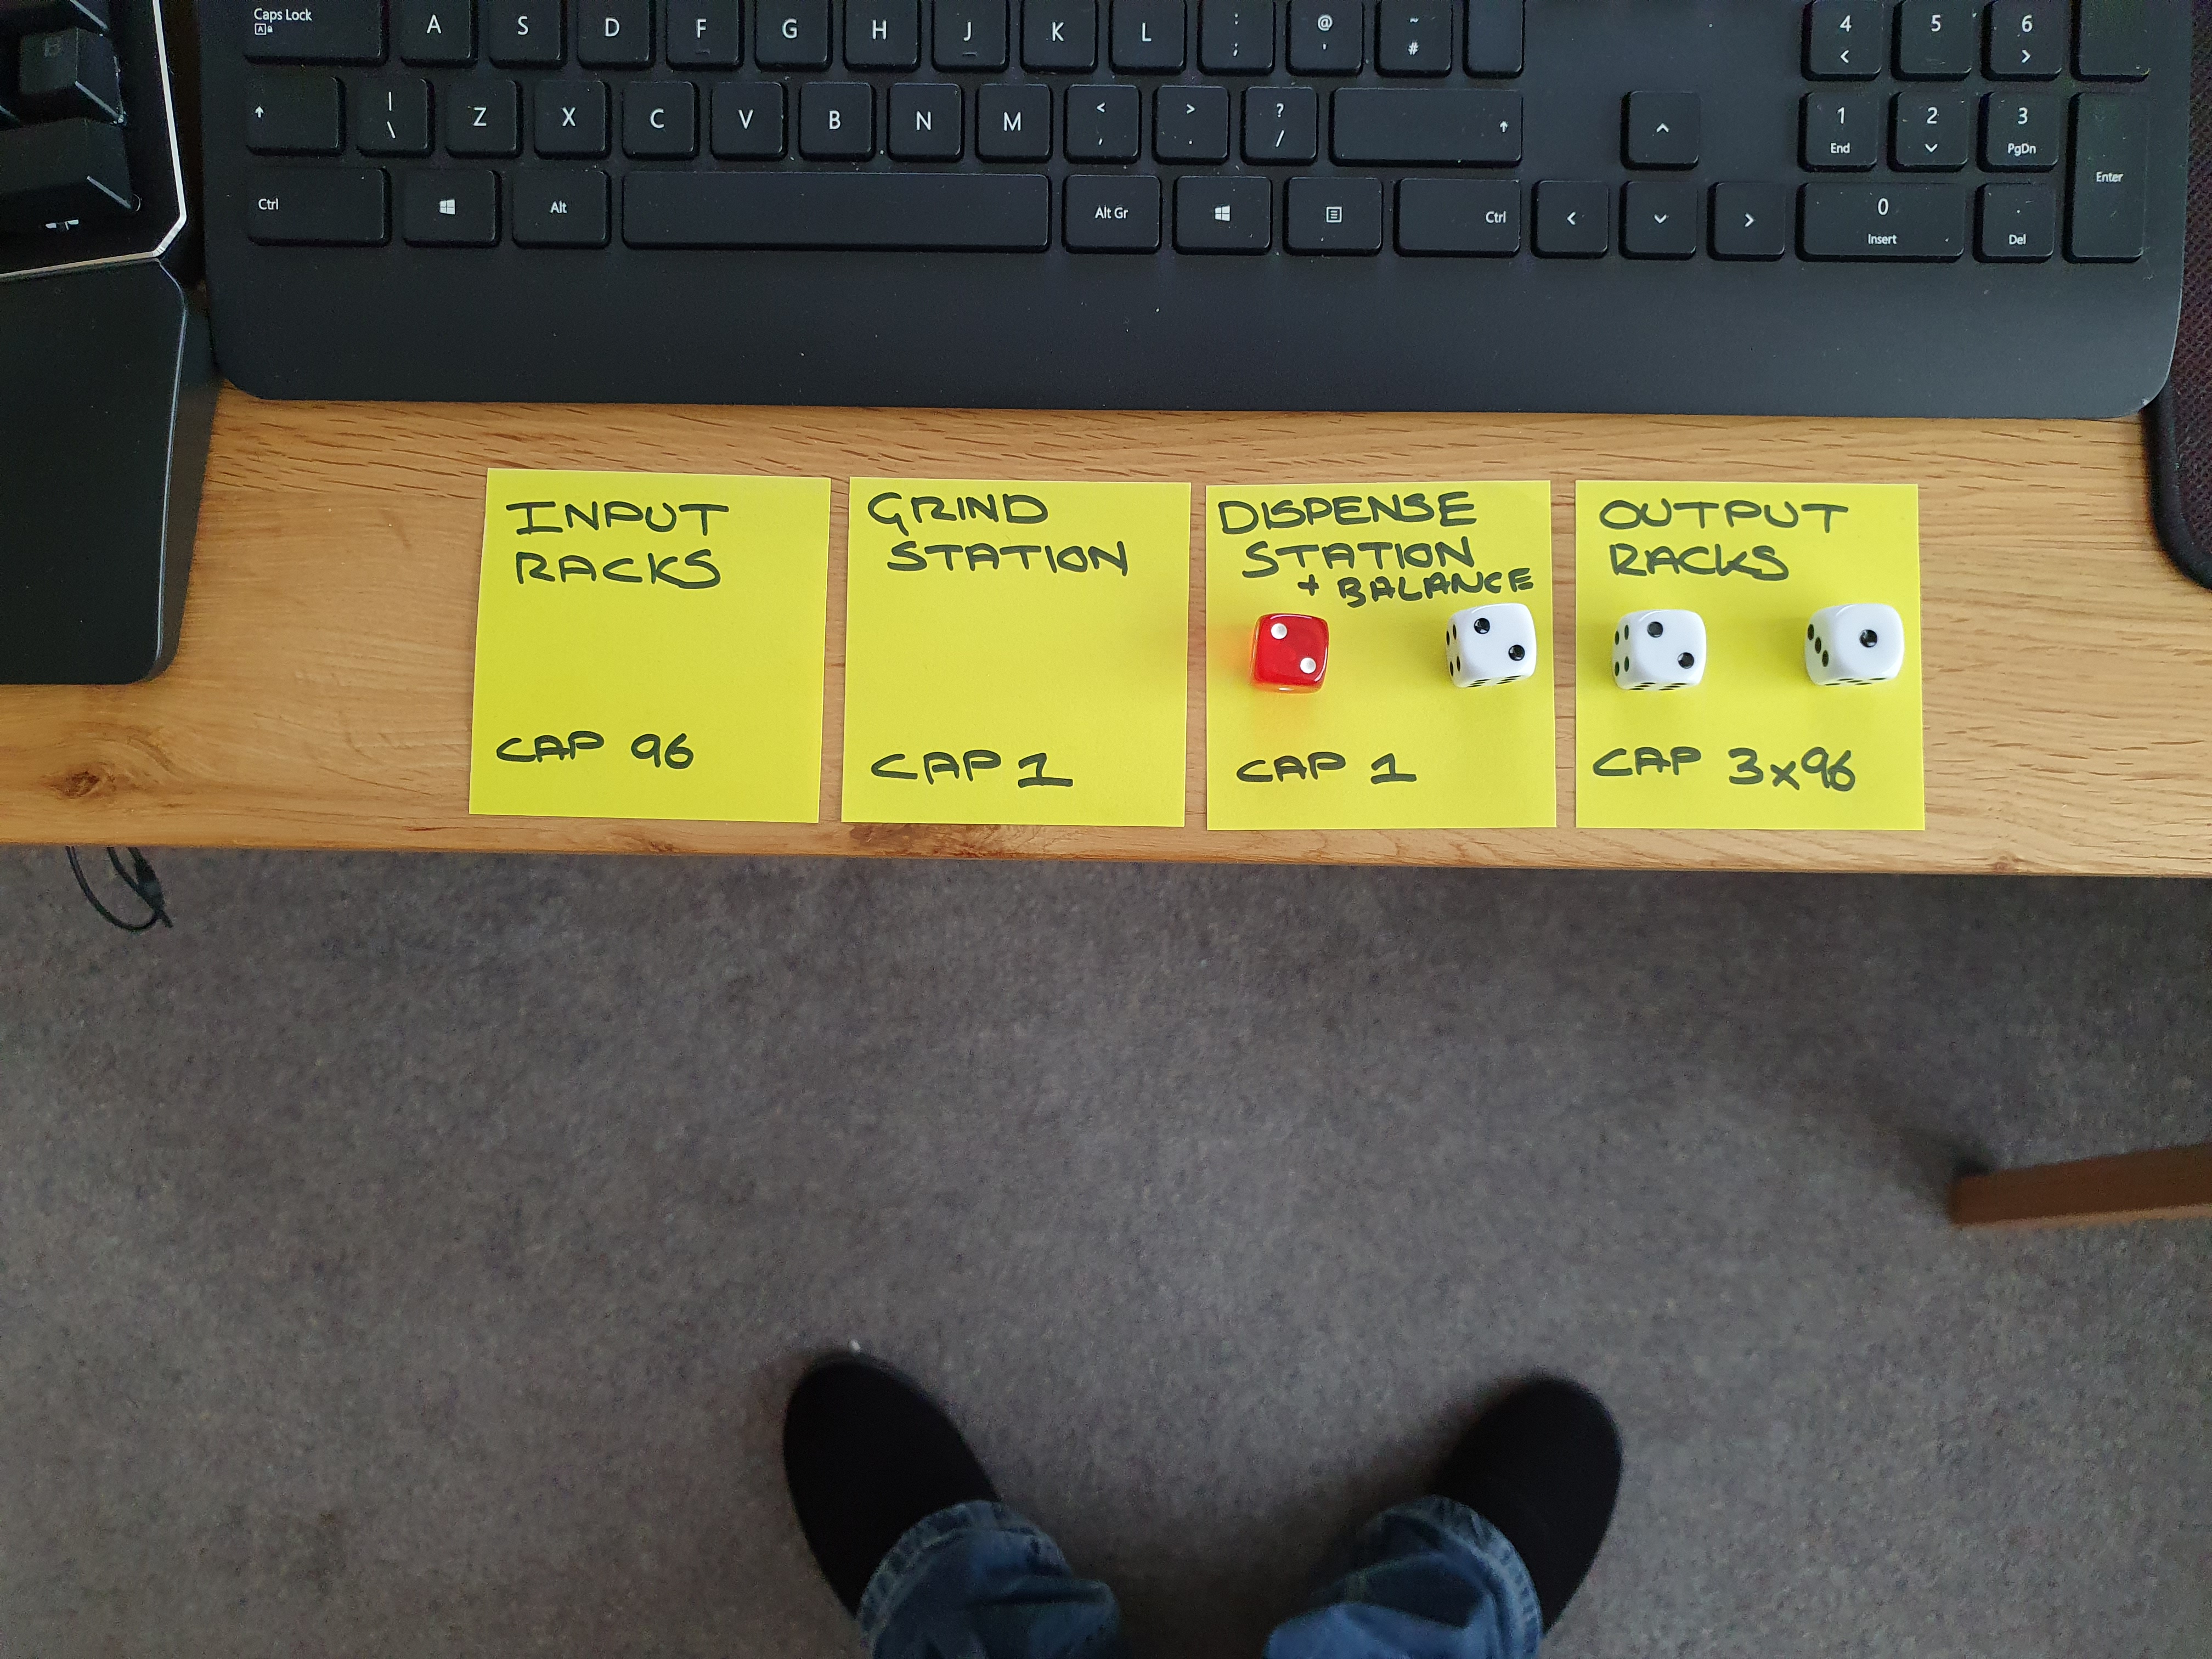 Caps Lock
A
A S D F G H J K L : ; @ ' ~ #
4 < 5 6 >
| \ Z X C V B N M < , > . ? /
1 End 2 3 PgDn
Enter
Ctrl Alt Alt Gr Ctrl
0 Insert . Del
INPUT
RACKS
CAP 96
GRIND
STATION
CAP 1
DISPENSE
STATION
+ BALANCE
CAP 1
OUTPUT
RACKS
CAP 3x96